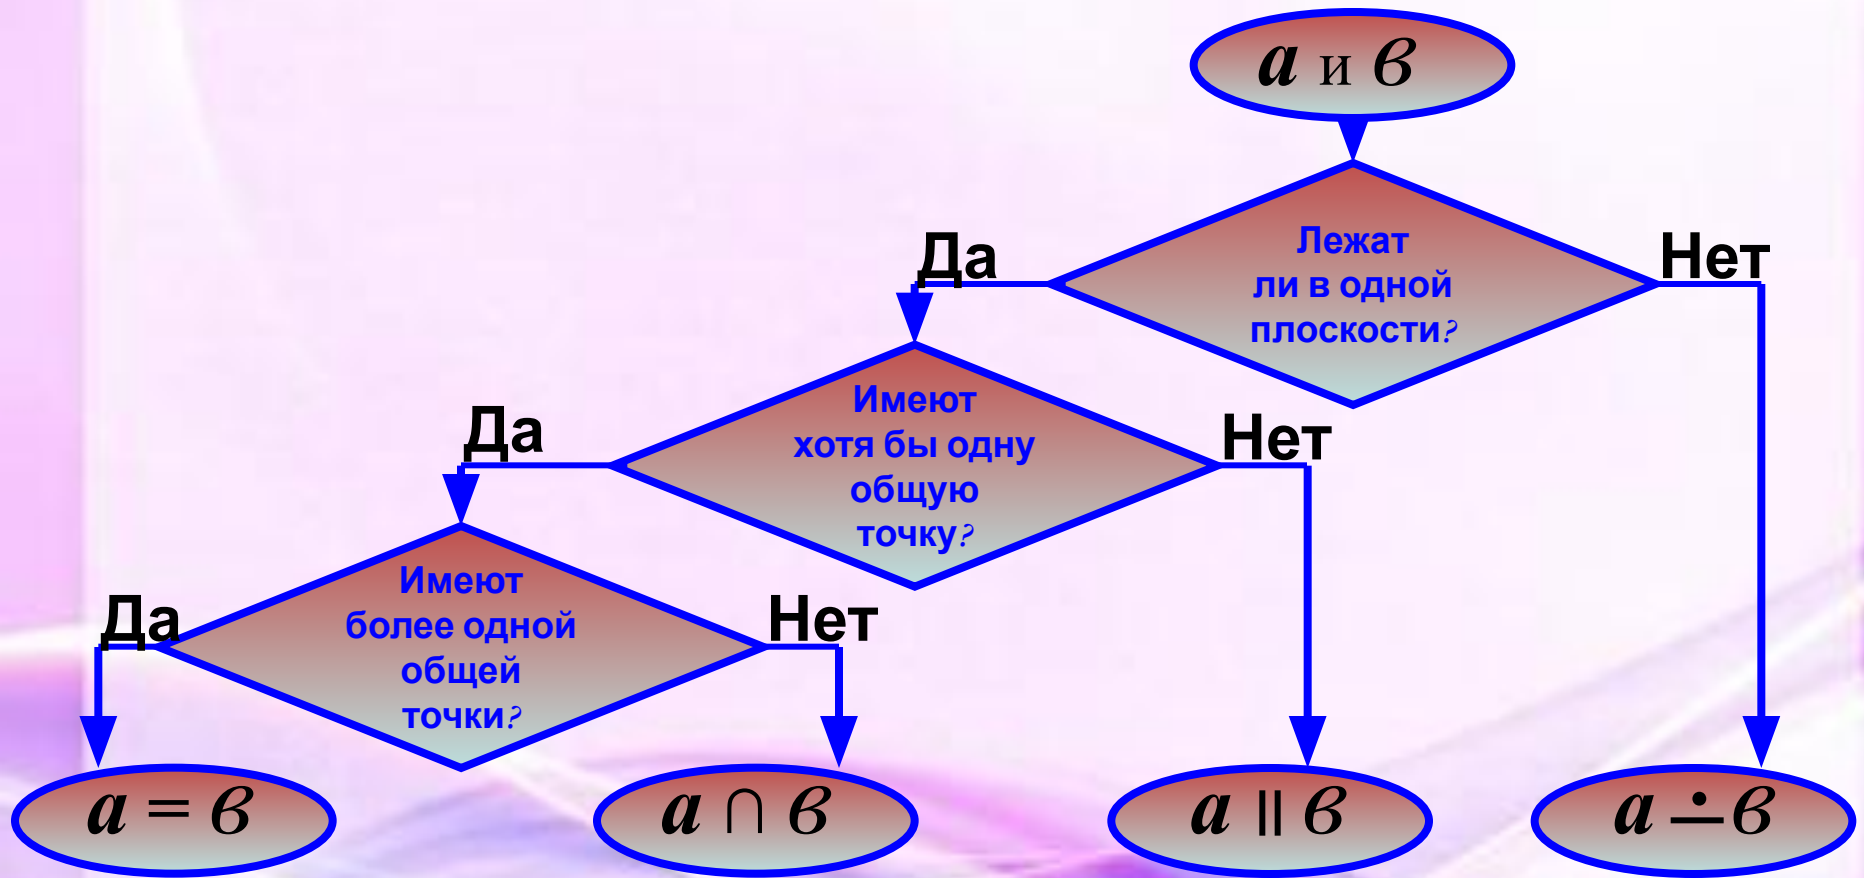 a и в
Да
Лежат
ли в одной
плоскости?
Нет
Да
Имеют
хотя бы одну
общую
точку?
Нет
Да
Имеют
более одной
общей
точки?
Нет
a = в
a ∩ в
a || в
a ∸ в